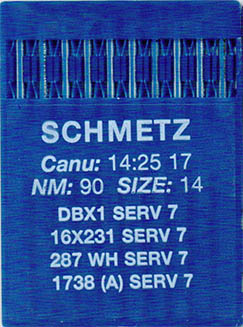 SCHMETZ
Canu: 14:25 17
NM: 90 SIZE: 14
DBX1 SERV 7
16X231 SERV 7
287 WH SERV 7
1738 (A) SERV 7